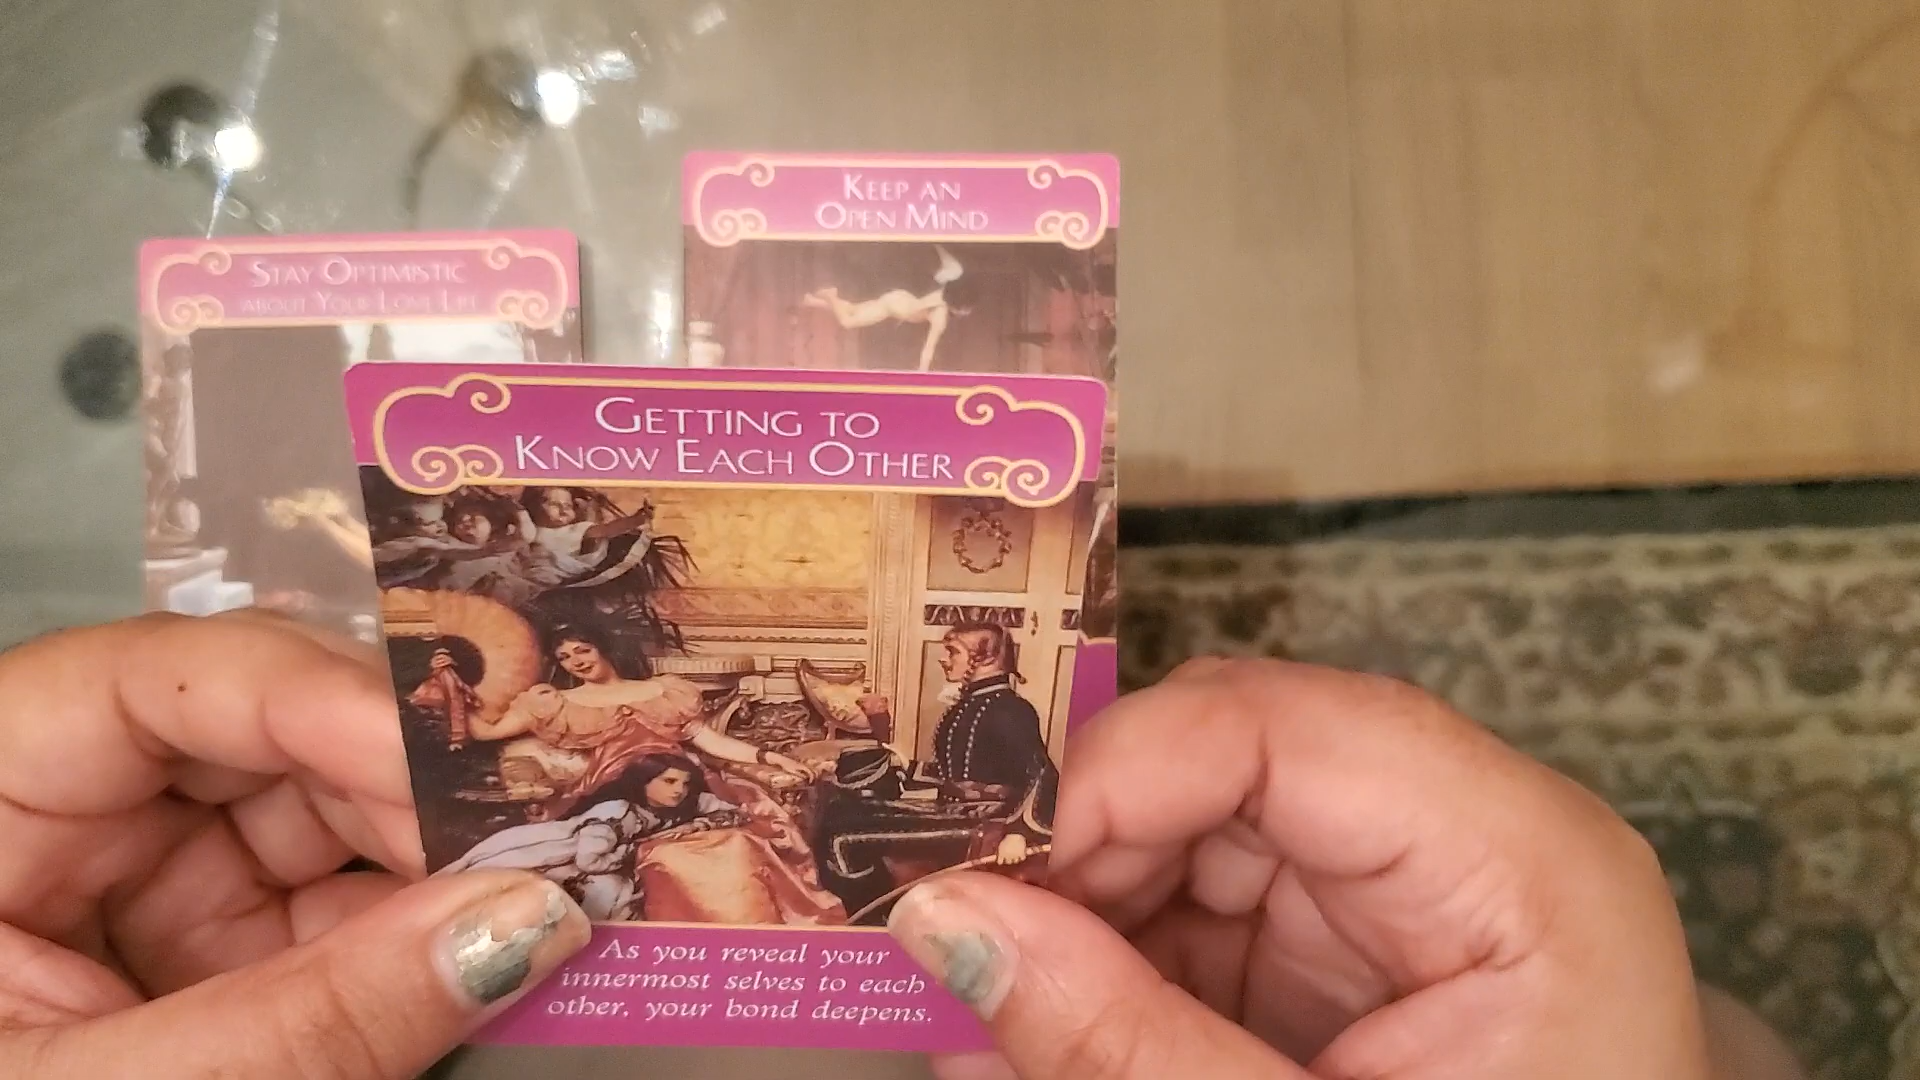 Stay Optimistic
about Your Love Life
Keep an
Open Mind
Getting to
Know Each Other
As you reveal your
innermost selves to each
other, your bond deepens.